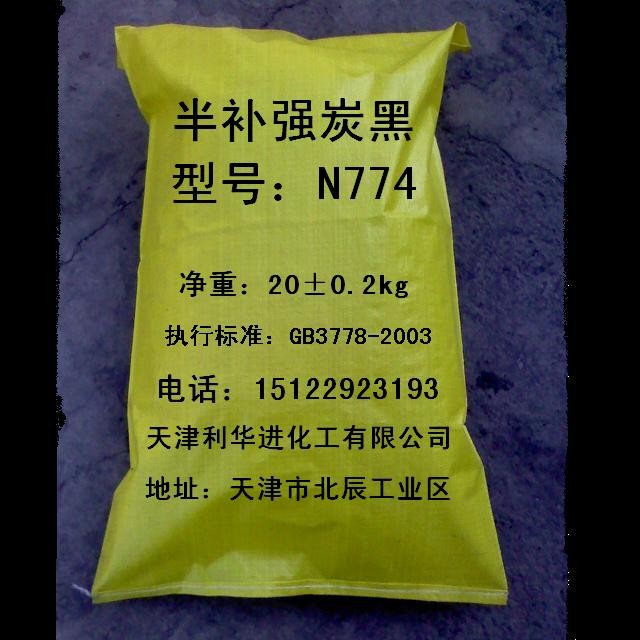 半补强炭黑
型号：N774
净重：20±0.2kg
执行标准：GB3778-2003
电话：15122923193
天津利华进化工有限公司
地址：天津市北辰工业区